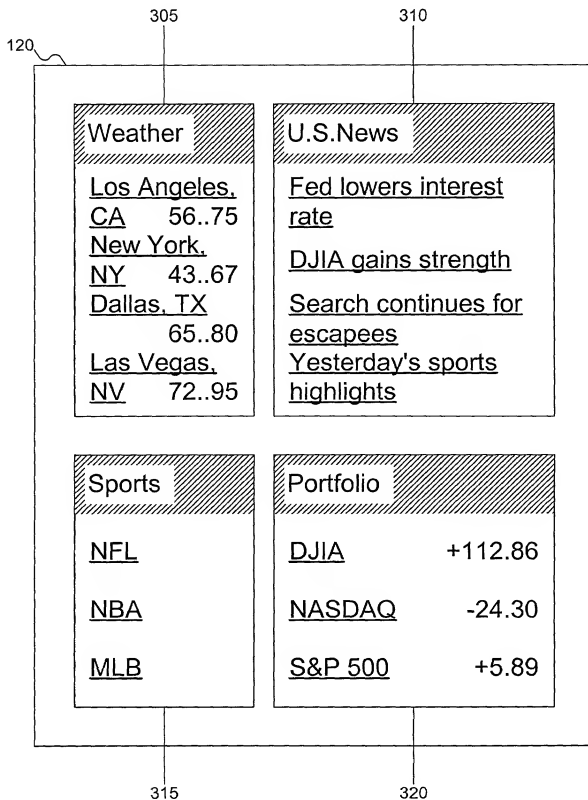 305
310
120
Weather
Los Angeles,
CA 56..75
New York,
NY 43..67
Dallas, TX
65..80
Las Vegas,
NV 72..95
U.S.News
Fed lowers interest
rate
DJIA gains strength
Search continues for
escapees
Yesterday's sports
highlights
Sports
NFL
NBA
MLB
Portfolio
DJIA +112.86
NASDAQ -24.30
S&P 500 +5.89
315
320